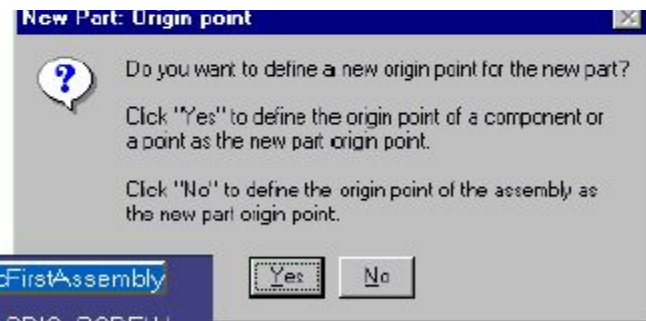 New Part: Origin point
Do you want to define a new origin point for the new part?
Click "Yes" to define the origin point of a component or
a point as the new part origin point.
Click "No" to define the origin point of the assembly as
the new part origin point.
Yes No
cFirstAssembly